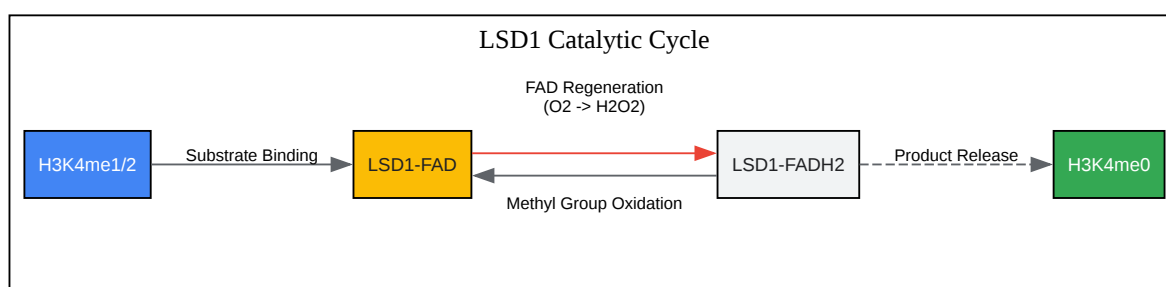 LSD1 Catalytic Cycle
FAD Regeneration
(O2 -> H2O2)
H3K4me1/2
Substrate Binding
LSD1-FAD
LSD1-FADH2
Product Release
H3K4me0
Methyl Group Oxidation